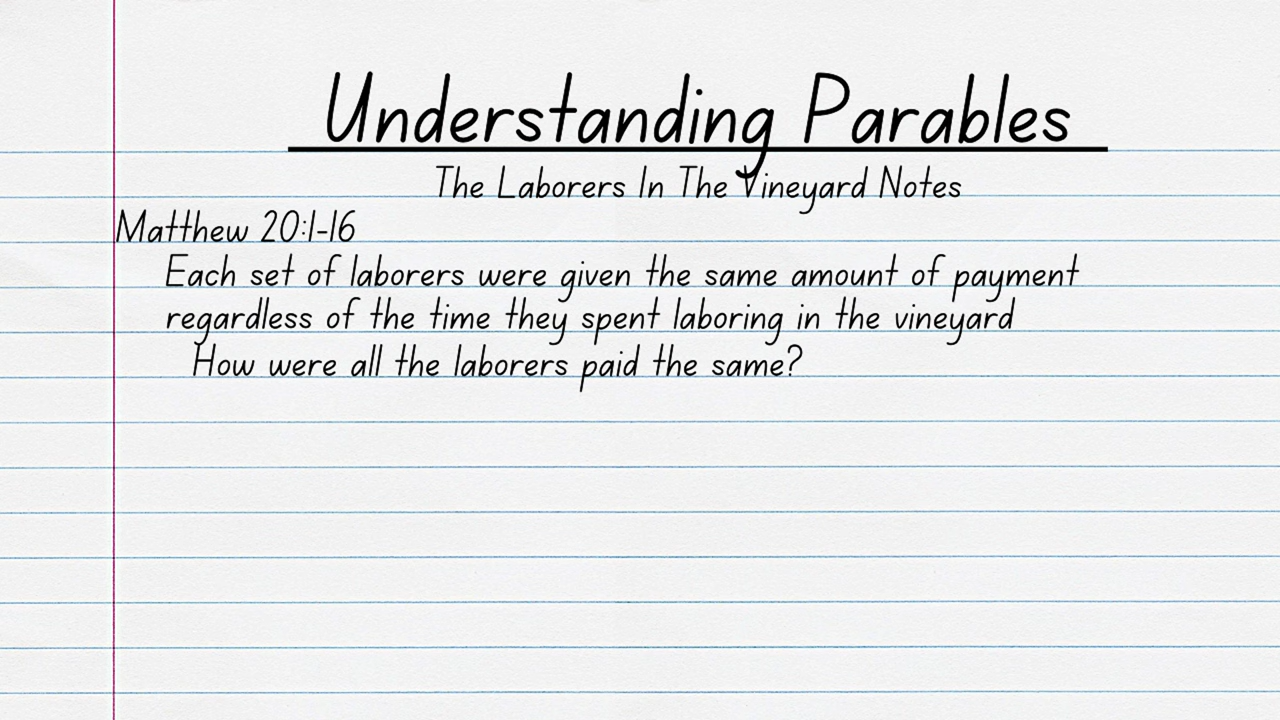 Understanding Parables
The Laborers In The Vineyard Notes
Matthew 20:1-16
Each set of laborers were given the same amount of payment
regardless of the time they spent laboring in the vineyard
How were all the laborers paid the same?